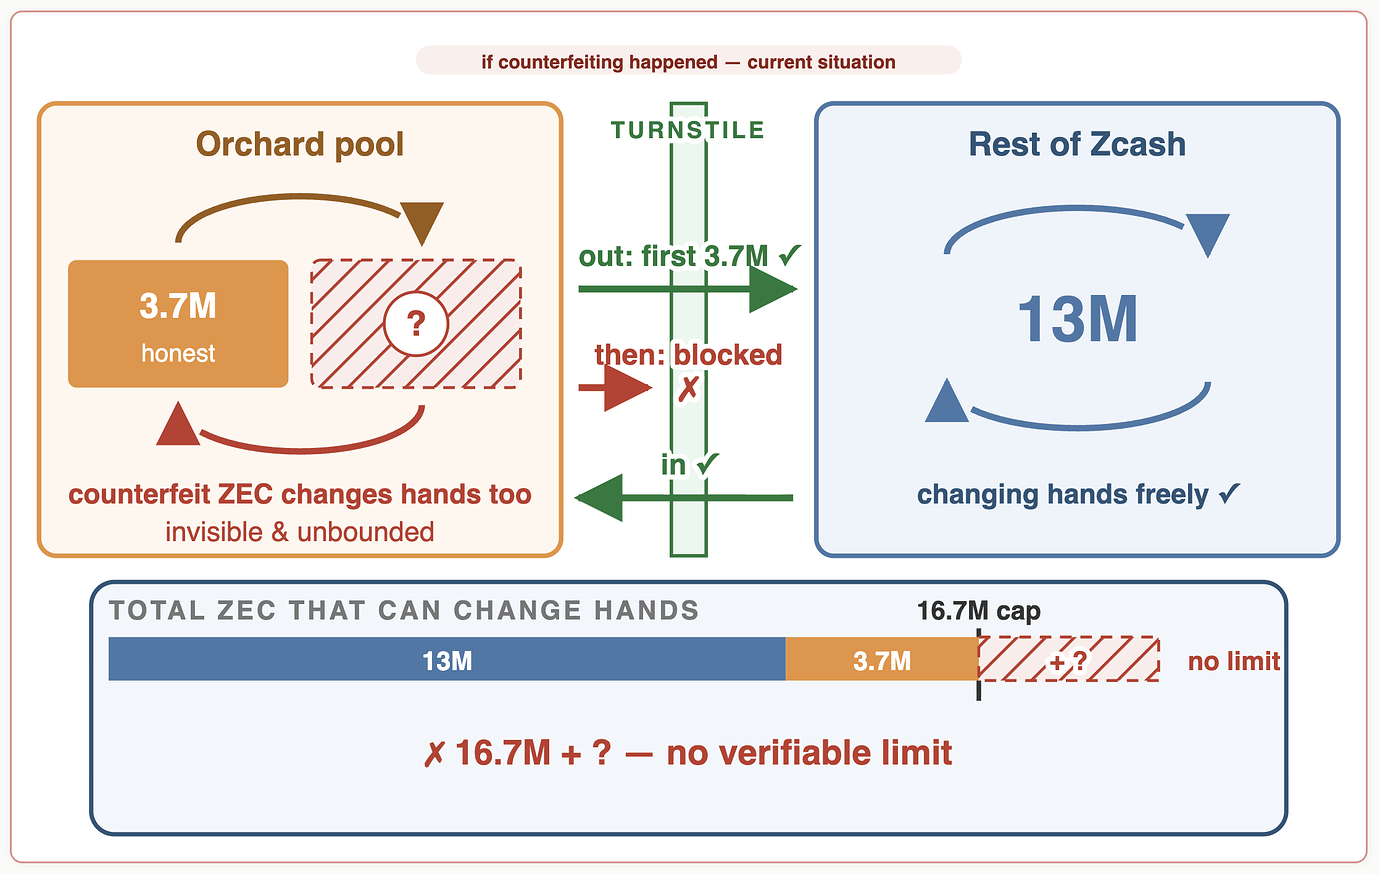 if counterfeiting happened — current situation
Orchard pool
3.7M
honest
?
counterfeit ZEC changes hands too
invisible & unbounded
TURNSTILE
out: first 3.7M ✓
then: blocked
✗
in ✓
Rest of Zcash
13M
changing hands freely ✓
TOTAL ZEC THAT CAN CHANGE HANDS
16.7M cap
13M
3.7M
+ ?
no limit
✗ 16.7M + ? — no verifiable limit